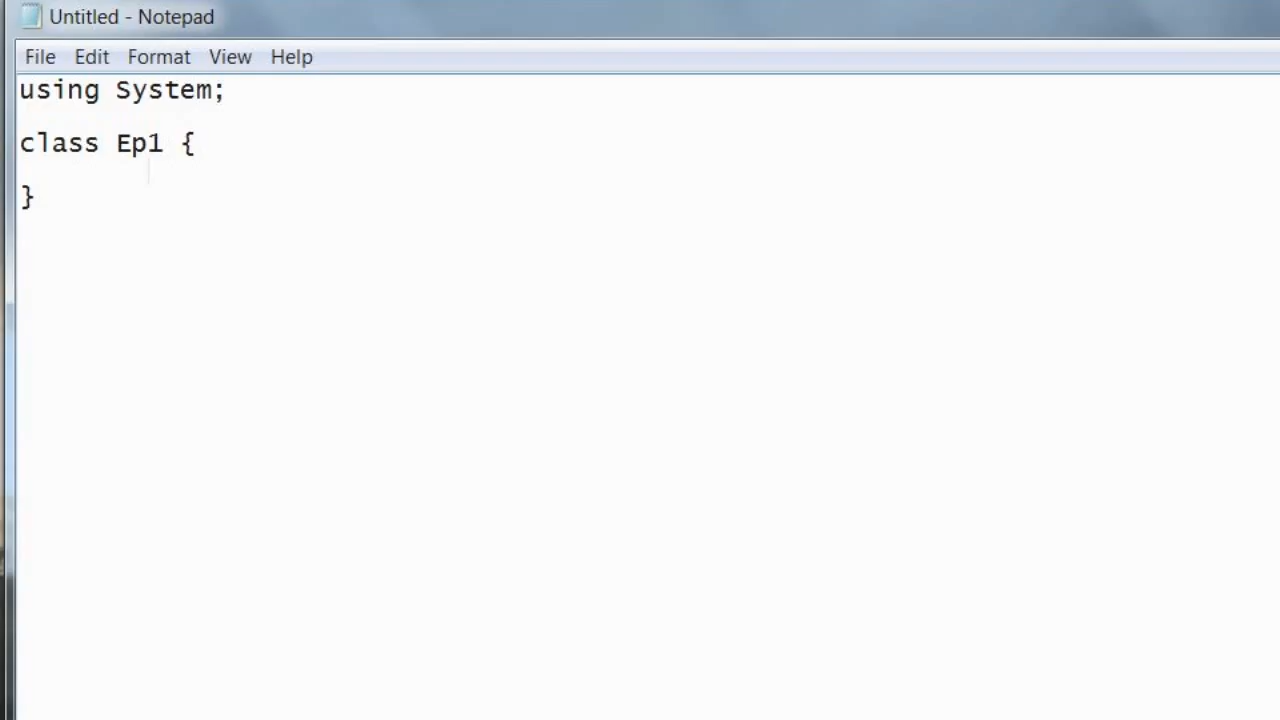 Untitled - Notepad
File Edit Format View Help
using System;
class Ep1 {
}